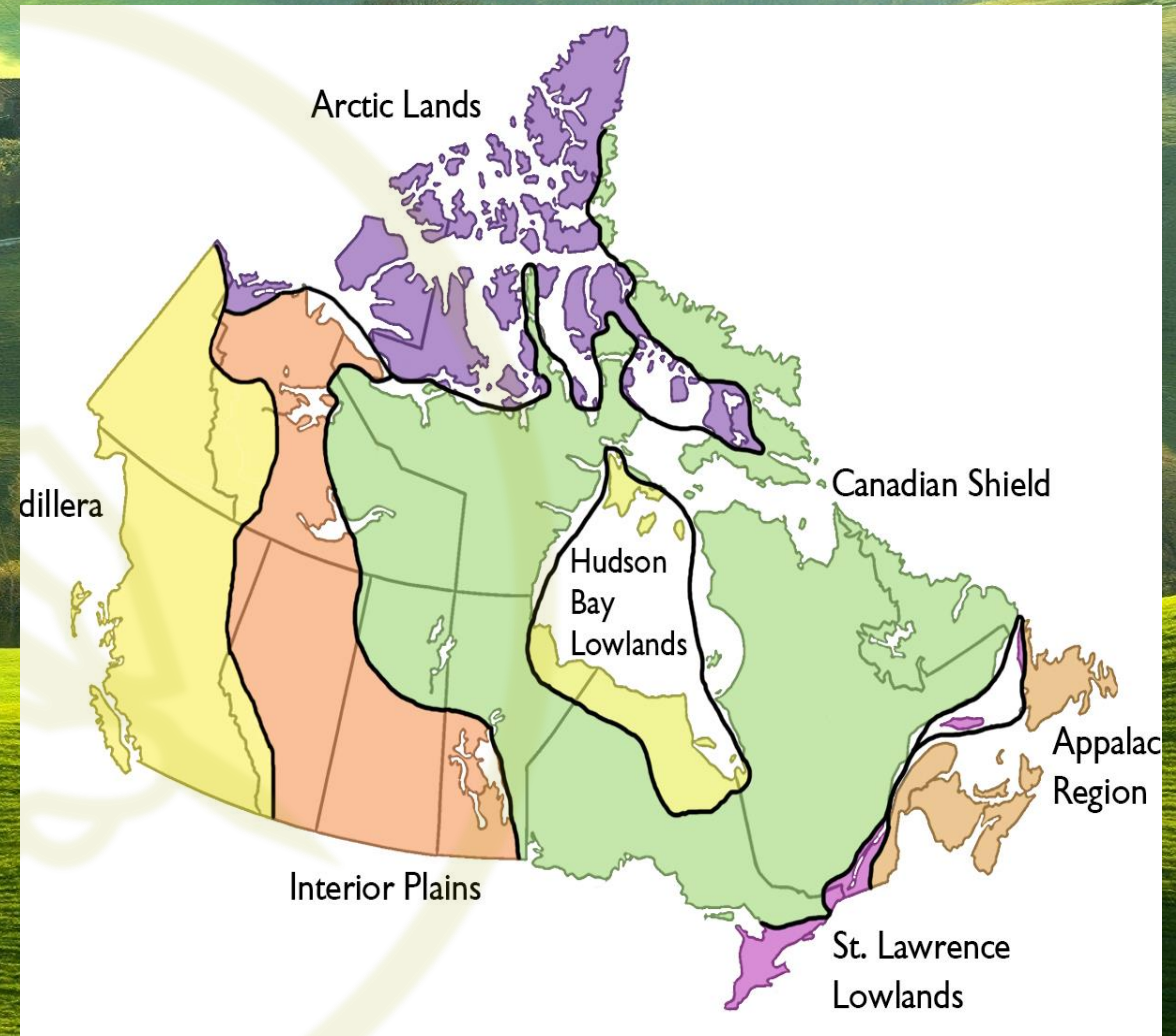 Arctic Lands
dillera
Canadian Shield
Hudson
Bay
Lowlands
Appalac
Region
Interior Plains
St. Lawrence
Lowlands